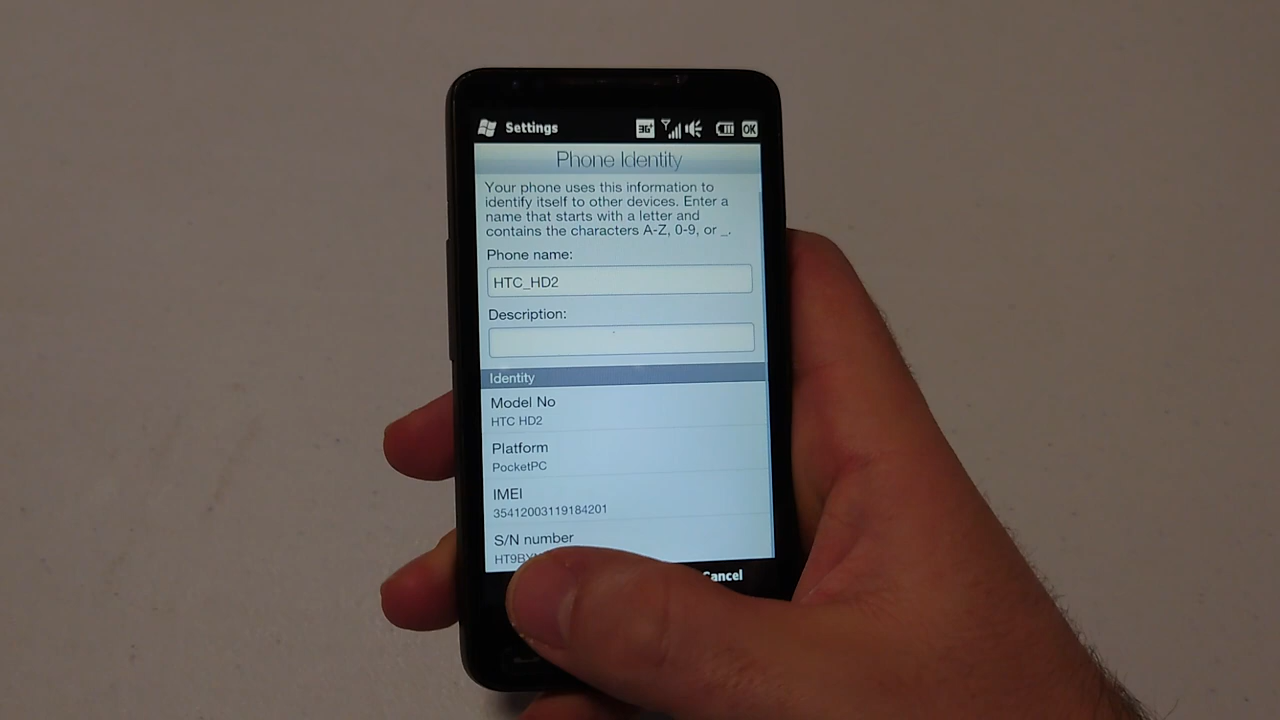 Settings
3G+
OK
Phone Identity
Your phone uses this information to
identify itself to other devices. Enter a
name that starts with a letter and
contains the characters A-Z, 0-9, or _.
Phone name:
HTC_HD2
Description:
Identity
Model No
HTC HD2
Platform
PocketPC
IMEI
35412003119184201
S/N number
Cancel